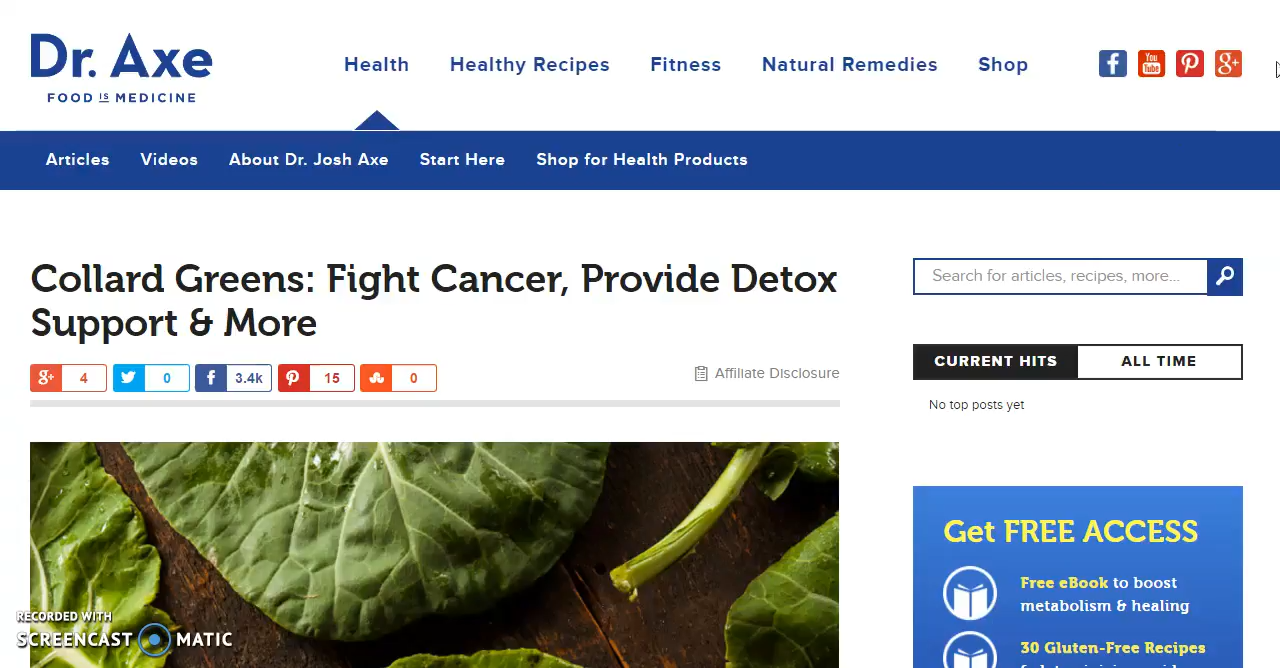 Dr. Axe
FOOD IS MEDICINE
Health
Healthy Recipes
Fitness
Natural Remedies
Shop
You
Tube
g+
Articles
Videos
About Dr. Josh Axe
Start Here
Shop for Health Products
Collard Greens: Fight Cancer, Provide Detox
Support & More
g+ 4
0
f 3.4k
15
0
Affiliate Disclosure
Search for articles, recipes, more...
CURRENT HITS
ALL TIME
No top posts yet
Get FREE ACCESS
Free eBook to boost
metabolism & healing
30 Gluten-Free Recipes
RECORDED WITH
SCREENCAST MATIC